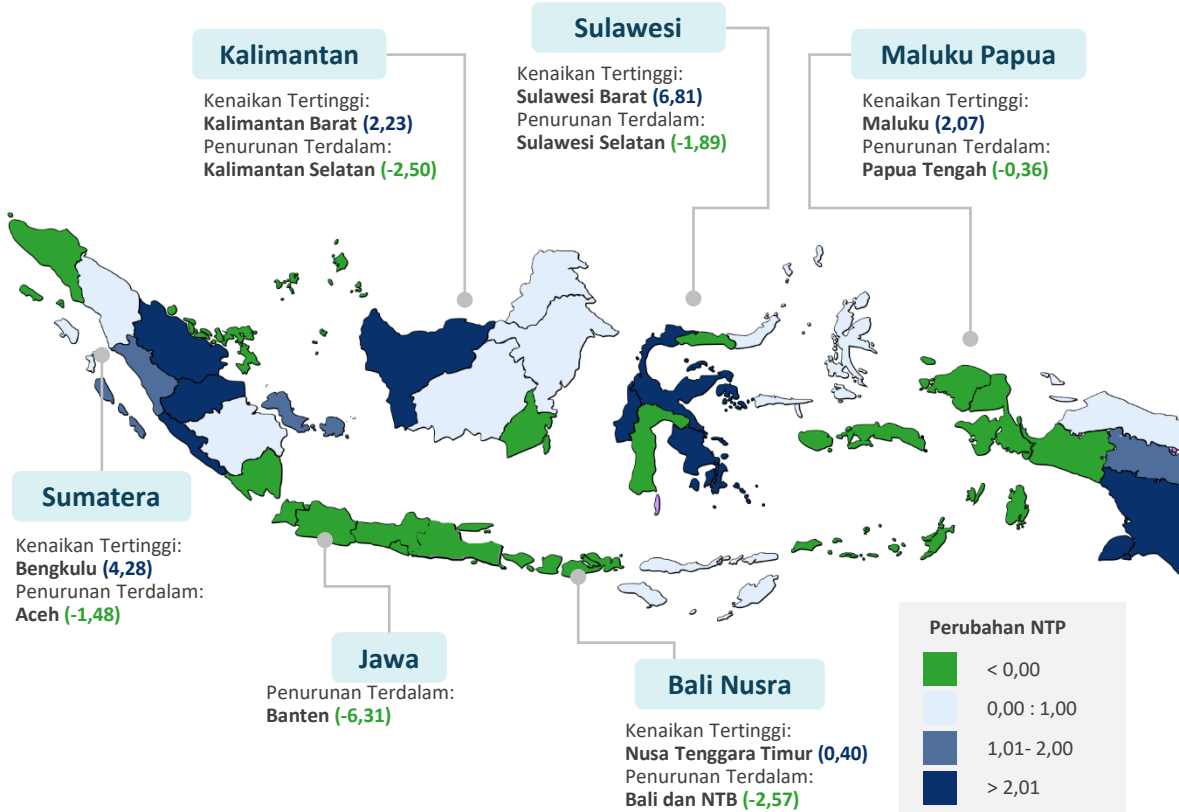 Kalimantan
Kenaikan Tertinggi:
Kalimantan Barat (2,23)
Penurunan Terdalam:
Kalimantan Selatan (-2,50)
Sulawesi
Kenaikan Tertinggi:
Sulawesi Barat (6,81)
Penurunan Terdalam:
Sulawesi Selatan (-1,89)
Maluku Papua
Kenaikan Tertinggi:
Maluku (2,07)
Penurunan Terdalam:
Papua Tengah (-0,36)
Sumatera
Kenaikan Tertinggi:
Bengkulu (4,28)
Penurunan Terdalam:
Aceh (-1,48)
Jawa
Penurunan Terdalam:
Banten (-6,31)
Bali Nusra
Kenaikan Tertinggi:
Nusa Tenggara Timur (0,40)
Penurunan Terdalam:
Bali dan NTB (-2,57)
Perubahan NTP
< 0,00
0,00 : 1,00
1,01- 2,00
> 2,01